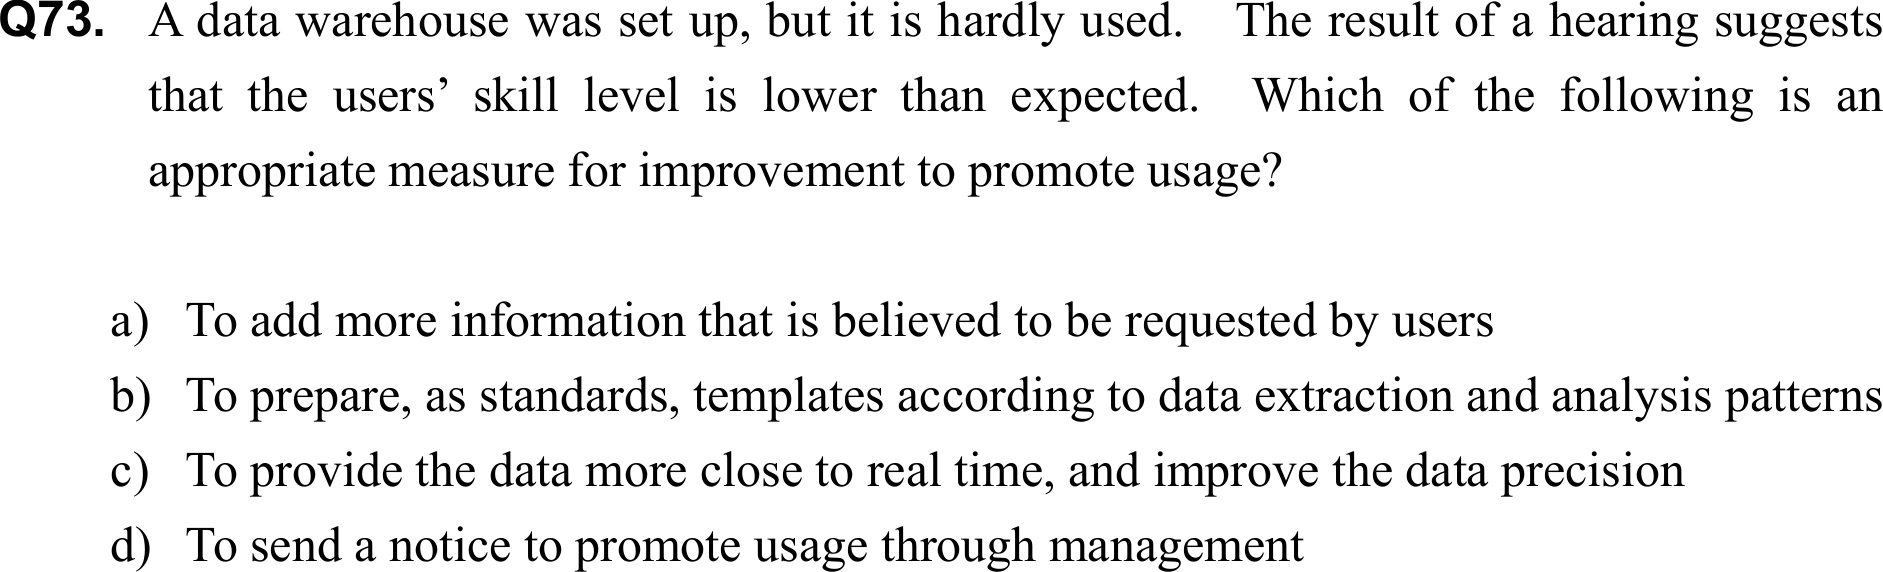 Q73. A data warehouse was set up, but it is hardly used. The result of a hearing suggests
that the users’ skill level is lower than expected. Which of the following is an
appropriate measure for improvement to promote usage?
a) To add more information that is believed to be requested by users
b) To prepare, as standards, templates according to data extraction and analysis patterns
c) To provide the data more close to real time, and improve the data precision
d) To send a notice to promote usage through management